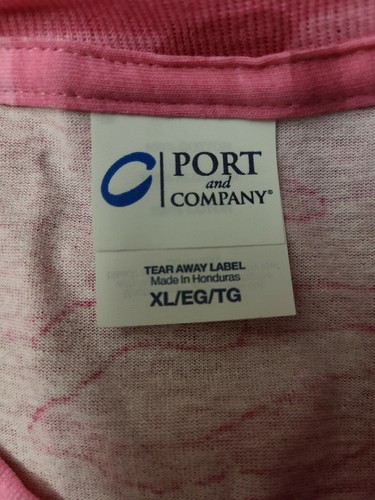 PORT
and
COMPANY®
TEAR AWAY LABEL
Made in Honduras
XL/EG/TG